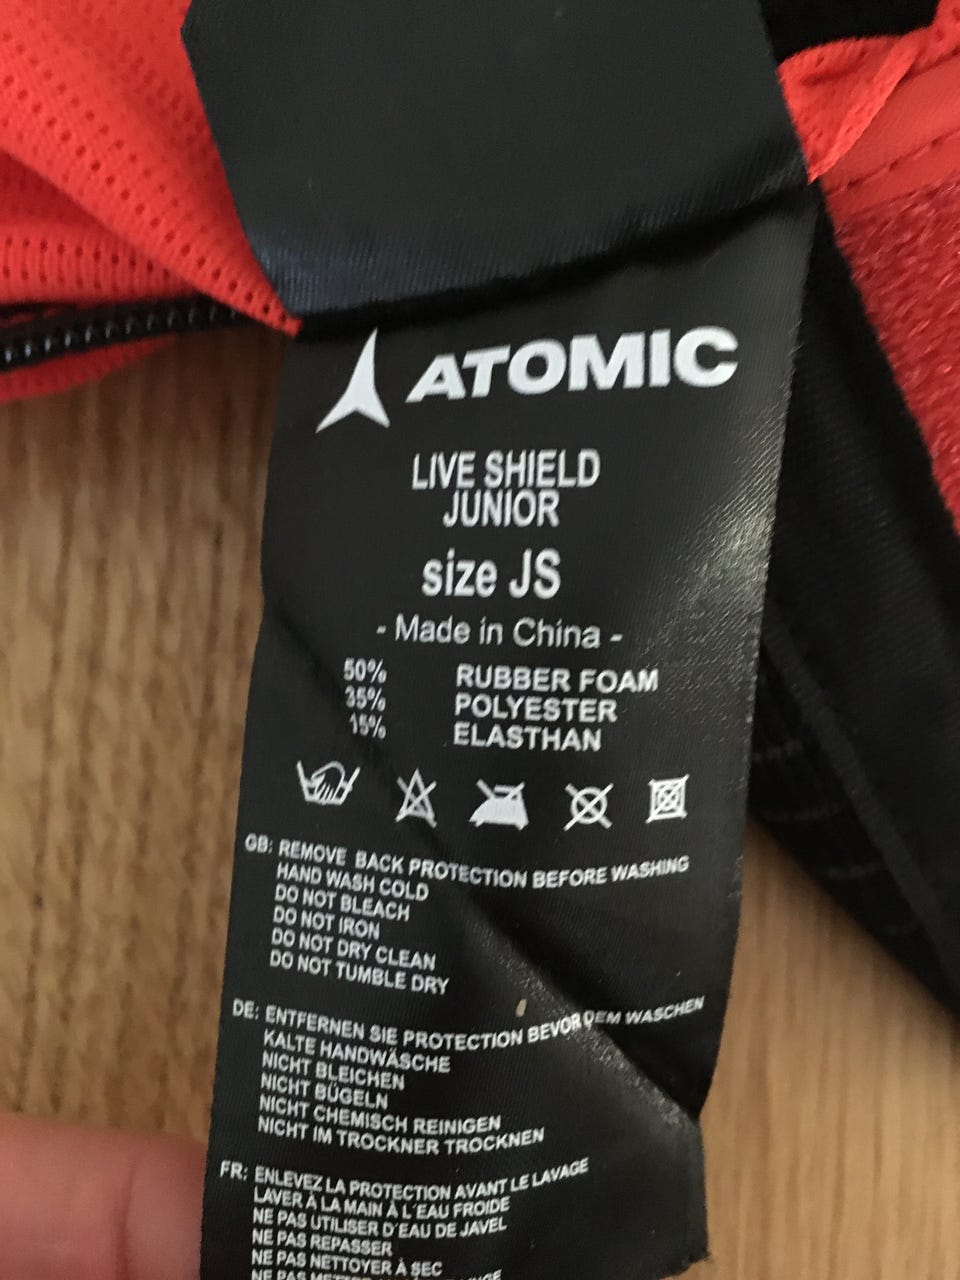 ATOMIC
LIVE SHIELD
JUNIOR
size JS
- Made in China -
50% RUBBER FOAM
35% POLYESTER
15% ELASTHAN
GB: REMOVE BACK PROTECTION BEFORE WASHING
HAND WASH COLD
DO NOT BLEACH
DO NOT IRON
DO NOT DRY CLEAN
DO NOT TUMBLE DRY
DE: ENTFERNEN SIE PROTECTION BEVOR DEM WASCHEN
KALTE HANDWÄSCHE
NICHT BLEICHEN
NICHT BÜGELN
NICHT CHEMISCH REINIGEN
NICHT IM TROCKNER TROCKNEN
FR: ENLEVEZ LA PROTECTION AVANT LE LAVAGE
LAVER À LA MAIN À L'EAU FROIDE
NE PAS UTILISER D'EAU DE JAVEL
NE PAS REPASSER
NE PAS NETTOYER À SEC
NE PAS